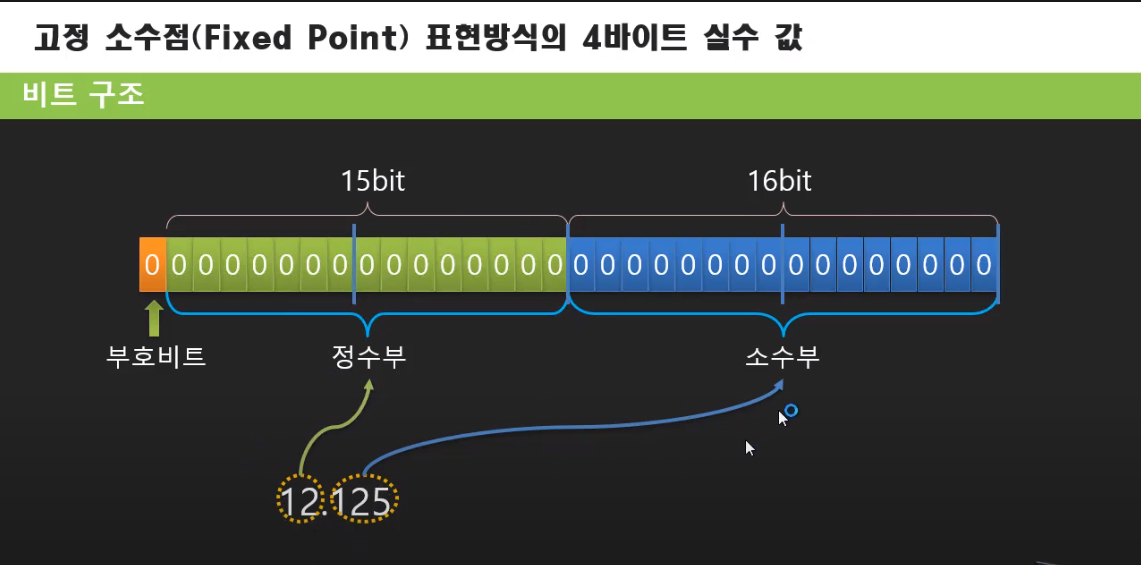 고정 소수점(Fixed Point) 표현방식의 4바이트 실수 값
비트 구조
15bit 16bit
0 0 0 0 0 0 0 0 0 0 0 0 0 0 0 0 0 0 0 0 0 0 0 0 0 0 0 0 0 0 0 0
부호비트 정수부 소수부
12.125